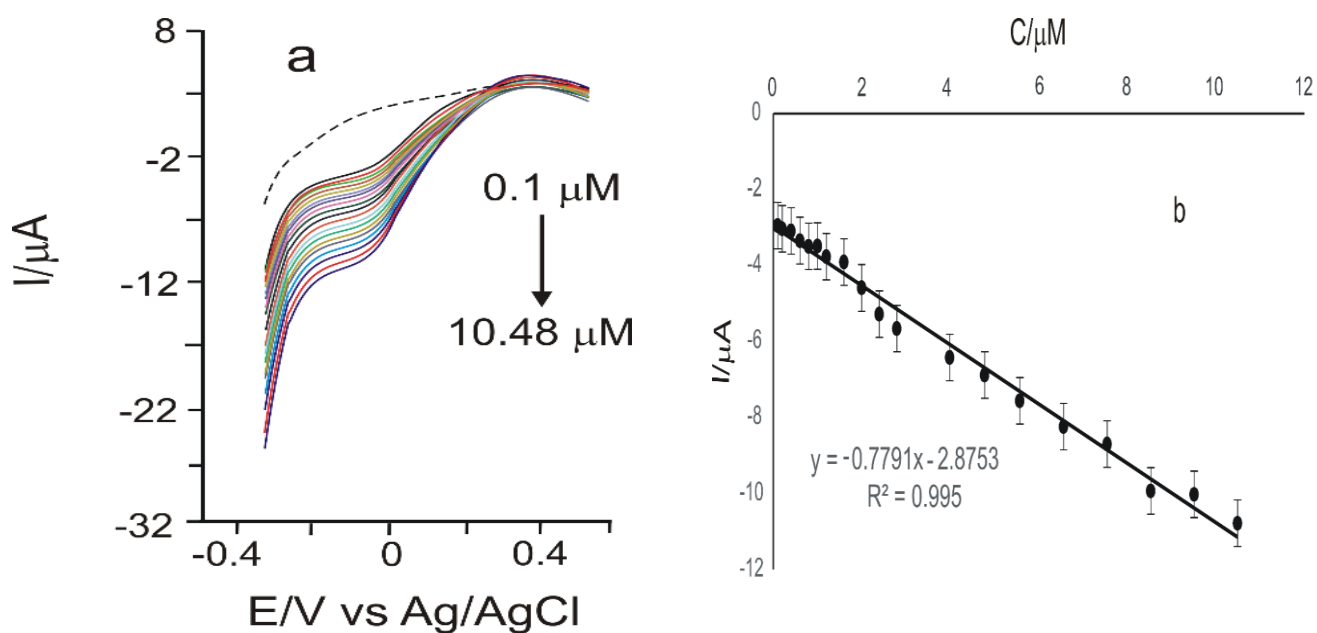 8
a
-2
-12
-22
-32
I/μA
0.1 μM
10.48 μM
-0.4
0
0.4
E/V vs Ag/AgCl
C/μM
0
2
4
6
8
10
12
0
-2
-4
-6
-8
-10
-12
I/μA
b
y = -0.7791x - 2.8753
R² = 0.995